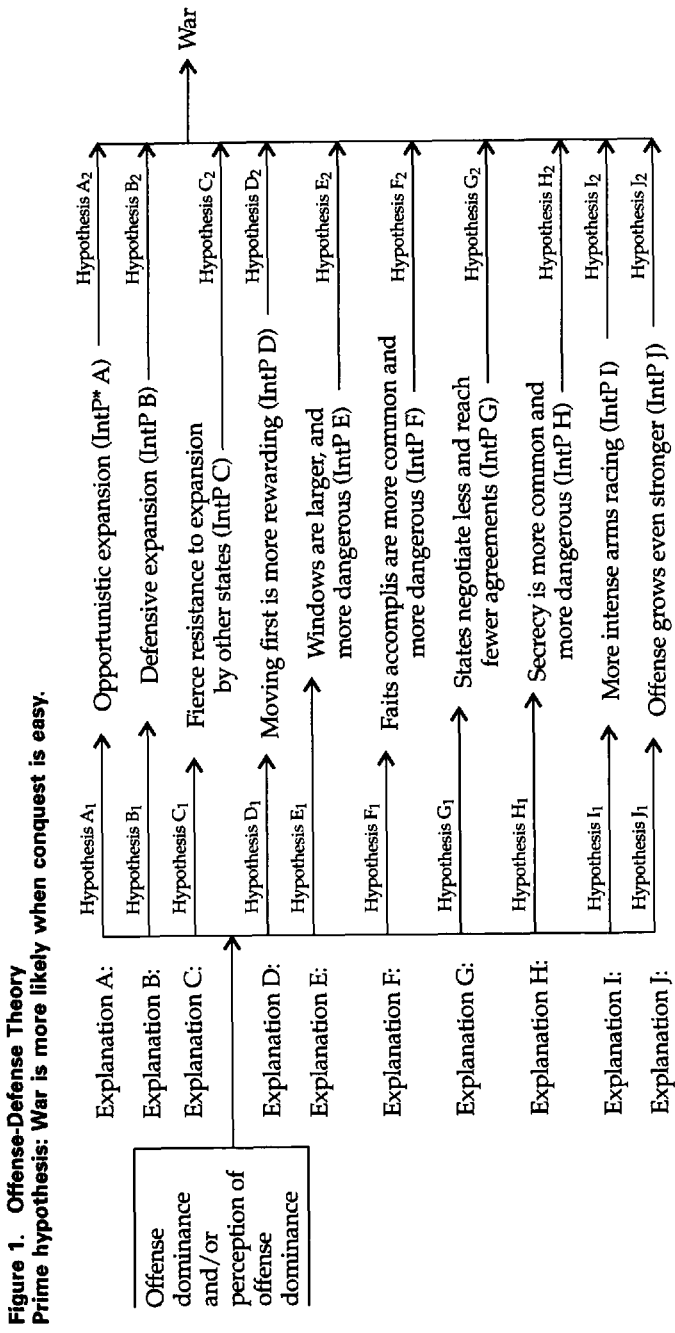 Figure 1. Offense-Defense Theory
Prime hypothesis: War is more likely when conquest is easy.
Offense
dominance
and/or
perception of
offense
dominance
Explanation A:
Hypothesis A1
Opportunistic expansion (IntP* A)
Hypothesis A2
Explanation B:
Hypothesis B1
Defensive expansion (IntP B)
Hypothesis B2
Explanation C:
Hypothesis C1
Fierce resistance to expansion
by other states (IntP C)
Hypothesis C2
Explanation D:
Hypothesis D1
Moving first is more rewarding (IntP D)
Hypothesis D2
Explanation E:
Hypothesis E1
Windows are larger, and
more dangerous (IntP E)
Hypothesis E2
Explanation F:
Hypothesis F1
Faits accomplis are more common and
more dangerous (IntP F)
Hypothesis F2
Explanation G:
Hypothesis G1
States negotiate less and reach
fewer agreements (IntP G)
Hypothesis G2
Explanation H:
Hypothesis H1
Secrecy is more common and
more dangerous (IntP H)
Hypothesis H2
Explanation I:
Hypothesis I1
More intense arms racing (IntP I)
Hypothesis I2
Explanation J:
Hypothesis J1
Offense grows even stronger (IntP J)
Hypothesis J2
War